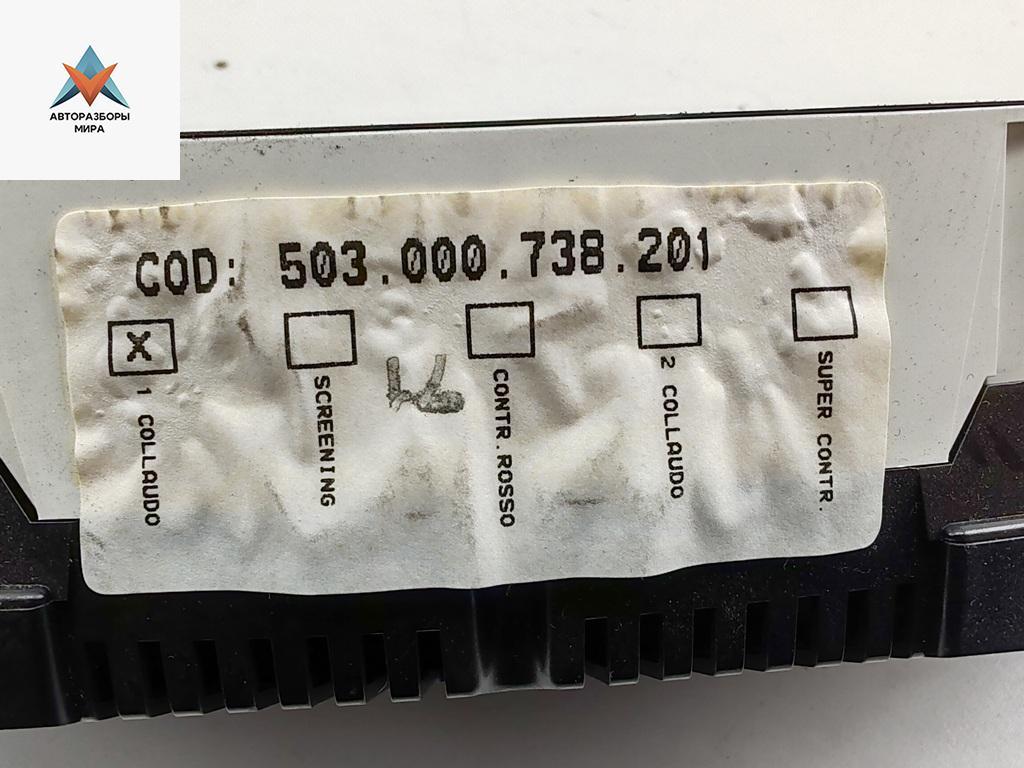 АВТОРАЗБОРЫ
МИРА
COD: 503.000.738.201
X
1 COLLAUDO
SCREENING
CONTR.ROSSO
2 COLLAUDO
SUPER CONTR.